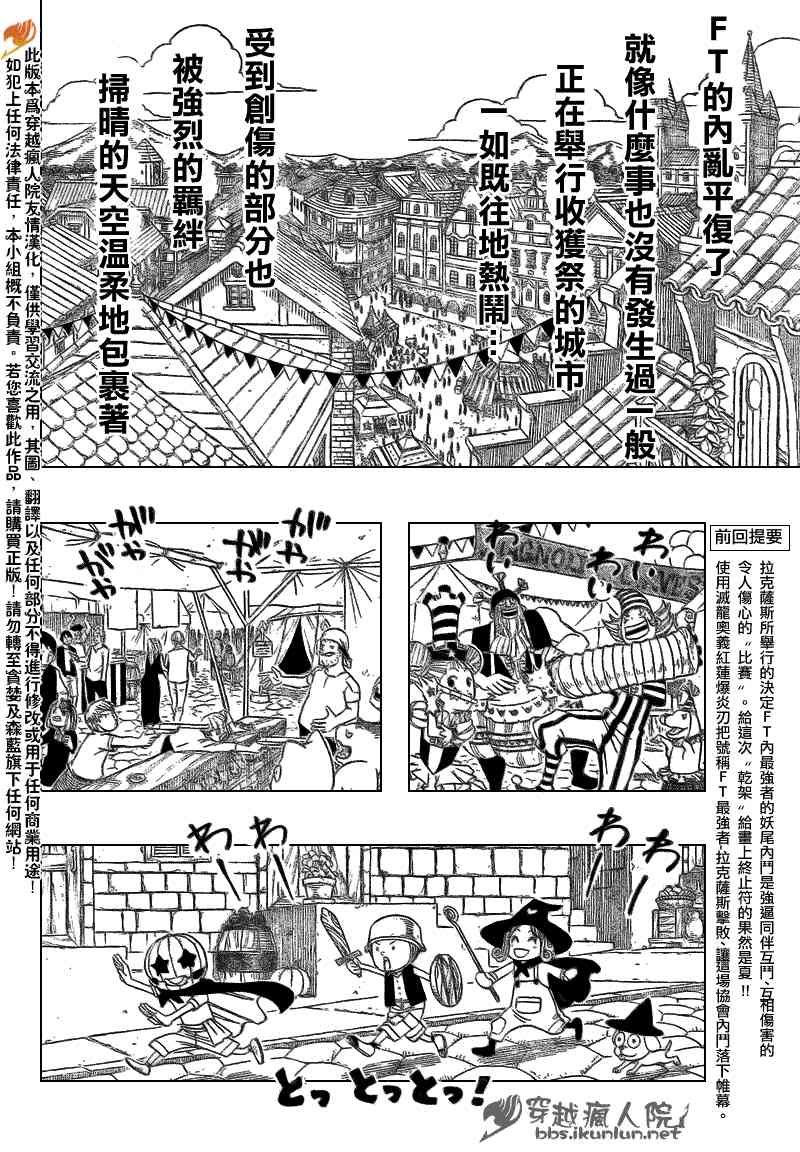 FT的內亂平復了
就像什麼事也沒有發生過一般
正在舉行收獲祭的城市
一如既往地熱鬧…
受到創傷的部分也
被強烈的羈絆
掃晴的天空溫柔地包裹著
前回提要
拉克薩斯所舉行的決定FT內最強者的妖尾內鬥是強逼同伴互鬥、互相傷害的
令人傷心的〝比賽〞。給這次〝乾架〞給畫上終止符的果然是夏!!
使用滅龍奧義紅蓮爆炎刃把號稱FT最強者-拉克薩斯擊敗、讓這場協會內鬥落下帷幕。
わい
わい
わい
ガヤ
ガヤ
ガヤ
わー
わー
わー
わー
とっ とっとっ!
此版本爲穿越瘋人院友情漢化，僅供學習交流之用，其圖、翻譯以及任何部分不得進行修改或用于任何商業用途！
如犯上任何法律責任，本小組概不負責。若您喜歡此作品，請購買正版！請勿轉至貪婪及森藍旗下任何網站！
穿越瘋人院
bbs.ikunlun.net